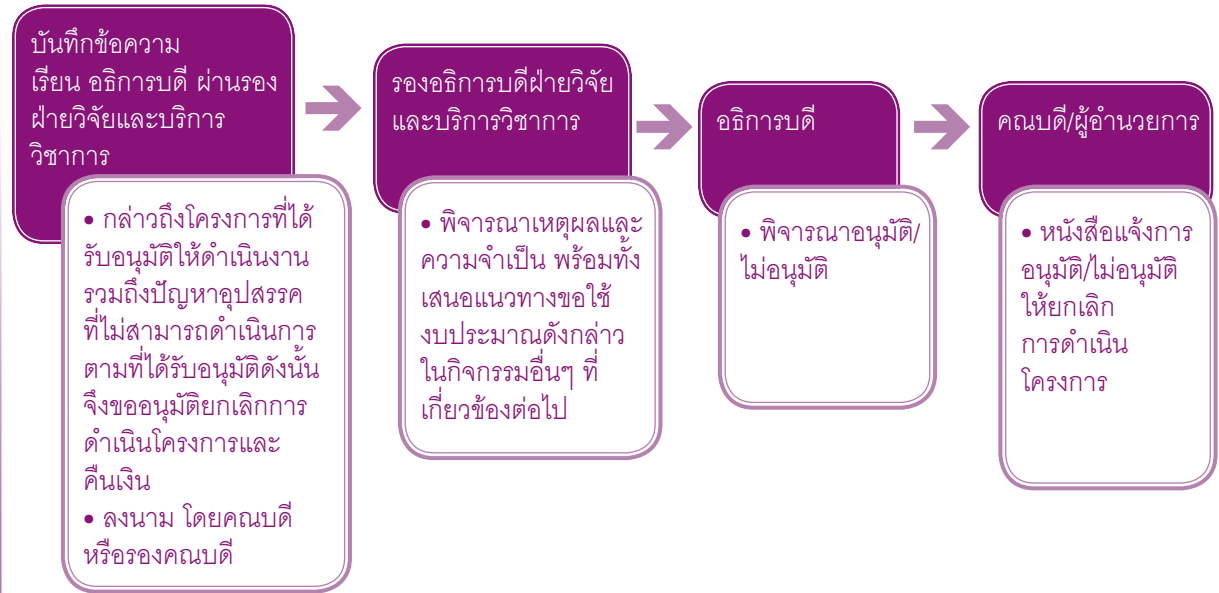 บันทึกข้อความ
เรียน อธิการบดี ผ่านรอง
ฝ่ายวิจัยและบริการ
วิชาการ
• กล่าวถึงโครงการที่ได้
รับอนุมัติให้ดำเนินงาน
รวมถึงปัญหาอุปสรรค
ที่ไม่สามารถดำเนินการ
ตามที่ได้รับอนุมัติดังนั้น
จึงขออนุมัติยกเลิกการ
ดำเนินโครงการและ
คืนเงิน
• ลงนาม โดยคณบดี
หรือรองคณบดี
รองอธิการบดีฝ่ายวิจัย
และบริการวิชาการ
• พิจารณาเหตุผลและ
ความจำเป็น พร้อมทั้ง
เสนอแนวทางขอใช้
งบประมาณดังกล่าว
ในกิจกรรมอื่นๆ ที่
เกี่ยวข้องต่อไป
อธิการบดี
• พิจารณาอนุมัติ/
ไม่อนุมัติ
คณบดี/ผู้อำนวยการ
• หนังสือแจ้งการ
อนุมัติ/ไม่อนุมัติ
ให้ยกเลิก
การดำเนิน
โครงการ